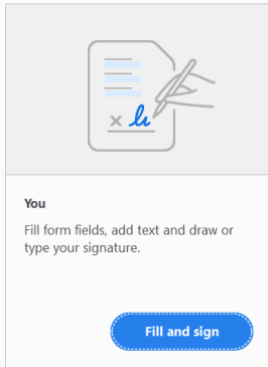 You
Fill form fields, add text and draw or
type your signature.
Fill and sign